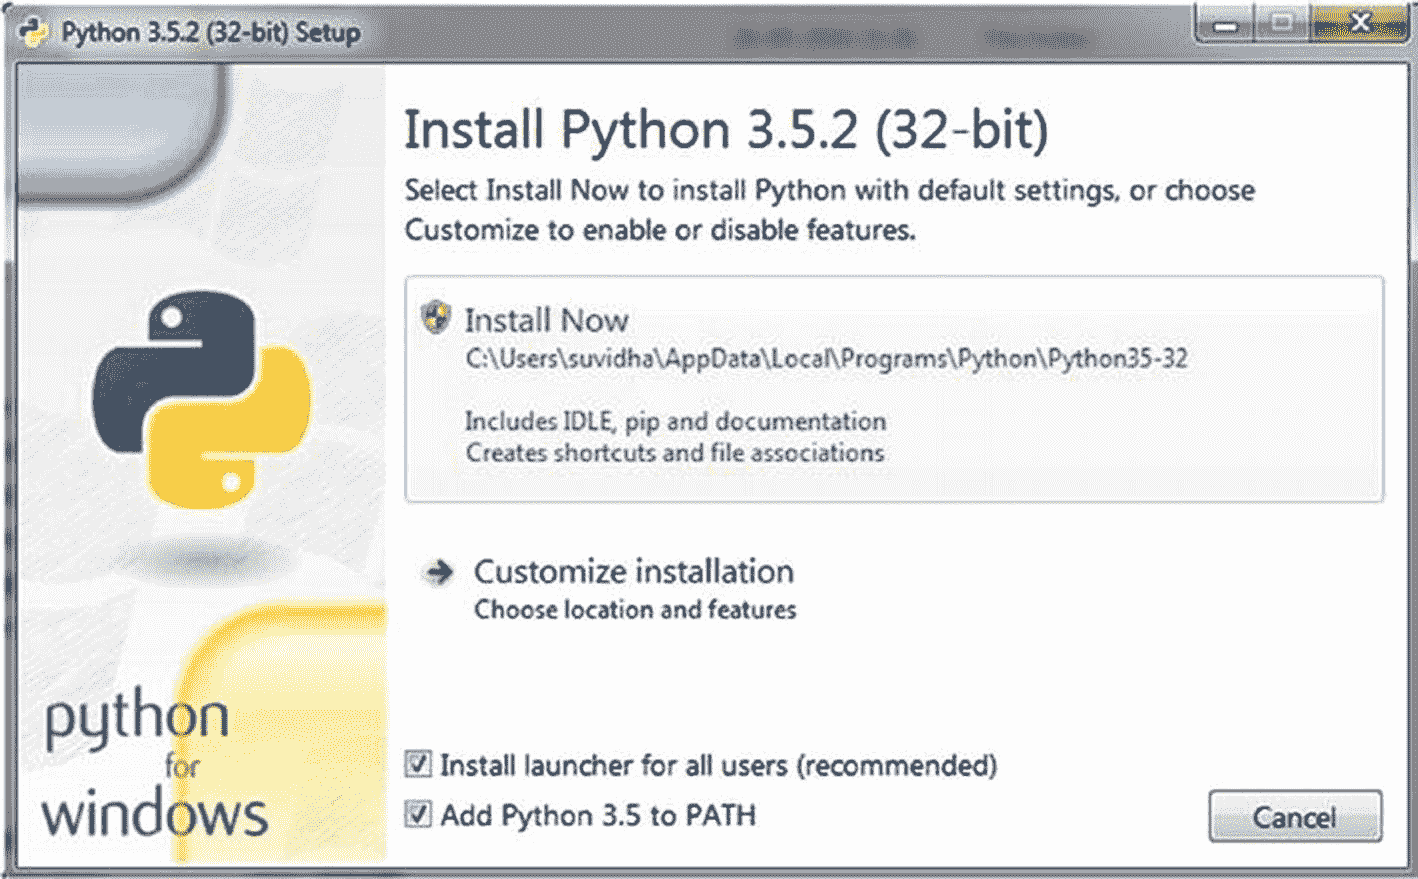 Python 3.5.2 (32-bit) Setup
Install Python 3.5.2 (32-bit)
Select Install Now to install Python with default settings, or choose
Customize to enable or disable features.
Install Now
C:\Users\suvidha\AppData\Local\Programs\Python\Python35-32
Includes IDLE, pip and documentation
Creates shortcuts and file associations
Customize installation
Choose location and features
python
for
windows
Install launcher for all users (recommended)
Add Python 3.5 to PATH
Cancel